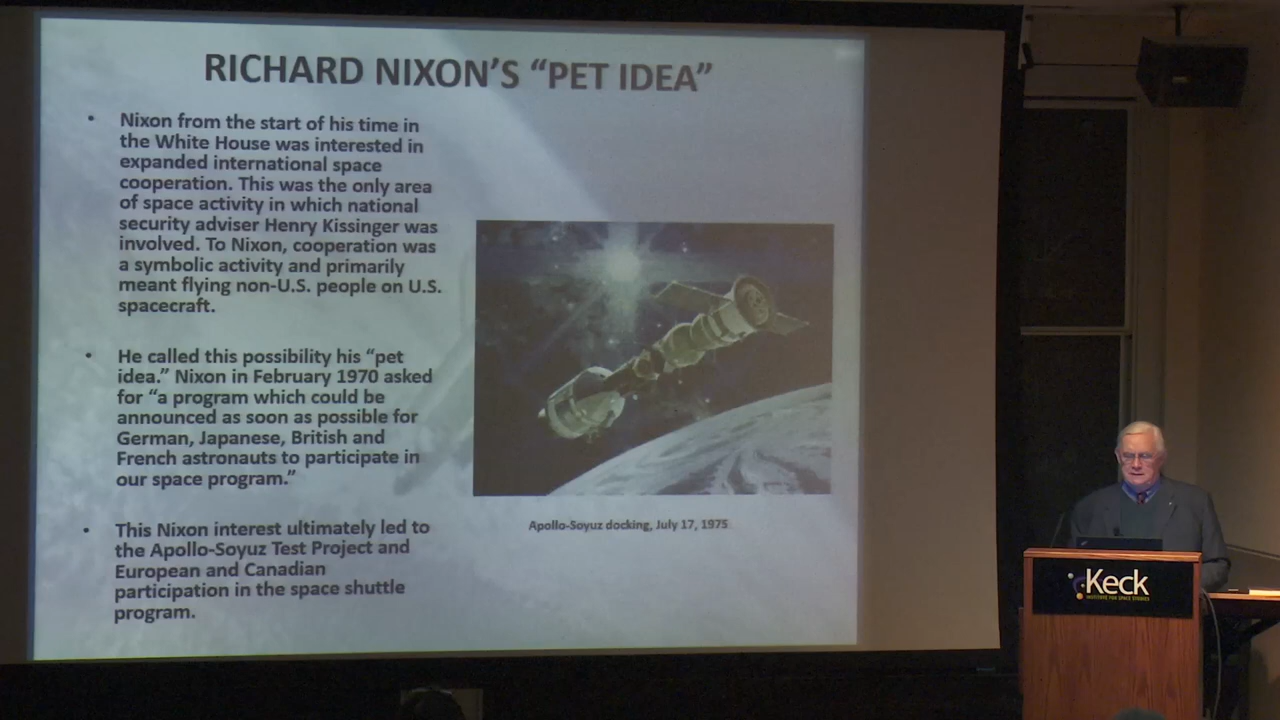 RICHARD NIXON'S “PET IDEA”
• Nixon from the start of his time in
the White House was interested in
expanded international space
cooperation. This was the only area
of space activity in which national
security adviser Henry Kissinger was
involved. To Nixon, cooperation was
a symbolic activity and primarily
meant flying non-U.S. people on U.S.
spacecraft.
• He called this possibility his “pet
idea.” Nixon in February 1970 asked
for “a program which could be
announced as soon as possible for
German, Japanese, British and
French astronauts to participate in
our space program.”
• This Nixon interest ultimately led to
the Apollo-Soyuz Test Project and
European and Canadian
participation in the space shuttle
program.
Apollo-Soyuz docking, July 17, 1975
Keck
INSTITUTE FOR SPACE STUDIES